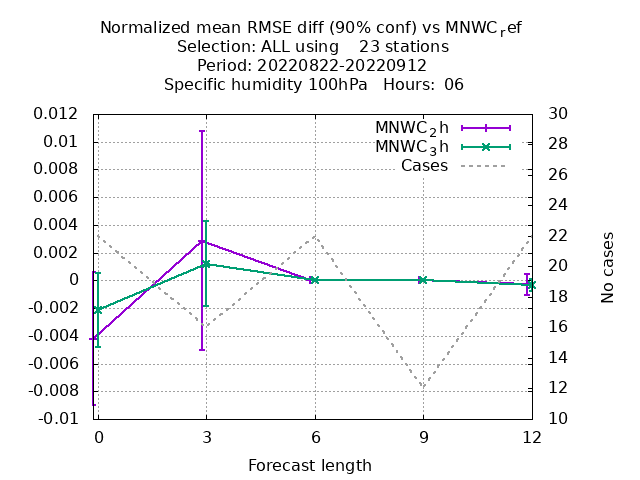 Normalized mean RMSE diff (90% conf) vs MNWCref
Selection: ALL using 23 stations
Period: 20220822-20220912
Specific humidity 100hPa Hours: 06
MNWC2h
MNWC3h
Cases
0.012
0.01
0.008
0.006
0.004
0.002
0
-0.002
-0.004
-0.006
-0.008
-0.01
30
28
26
24
22
20
18
16
14
12
10
No cases
0 3 6 9 12
Forecast length